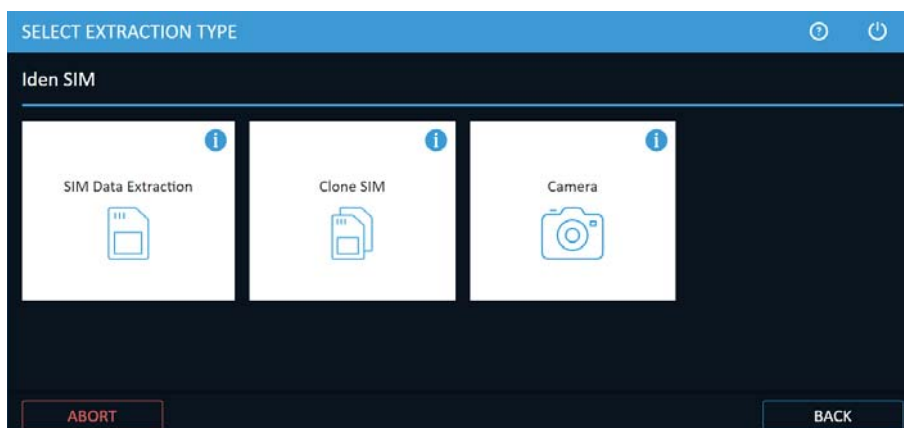 SELECT EXTRACTION TYPE
Iden SIM
SIM Data Extraction
Clone SIM
Camera
ABORT
BACK